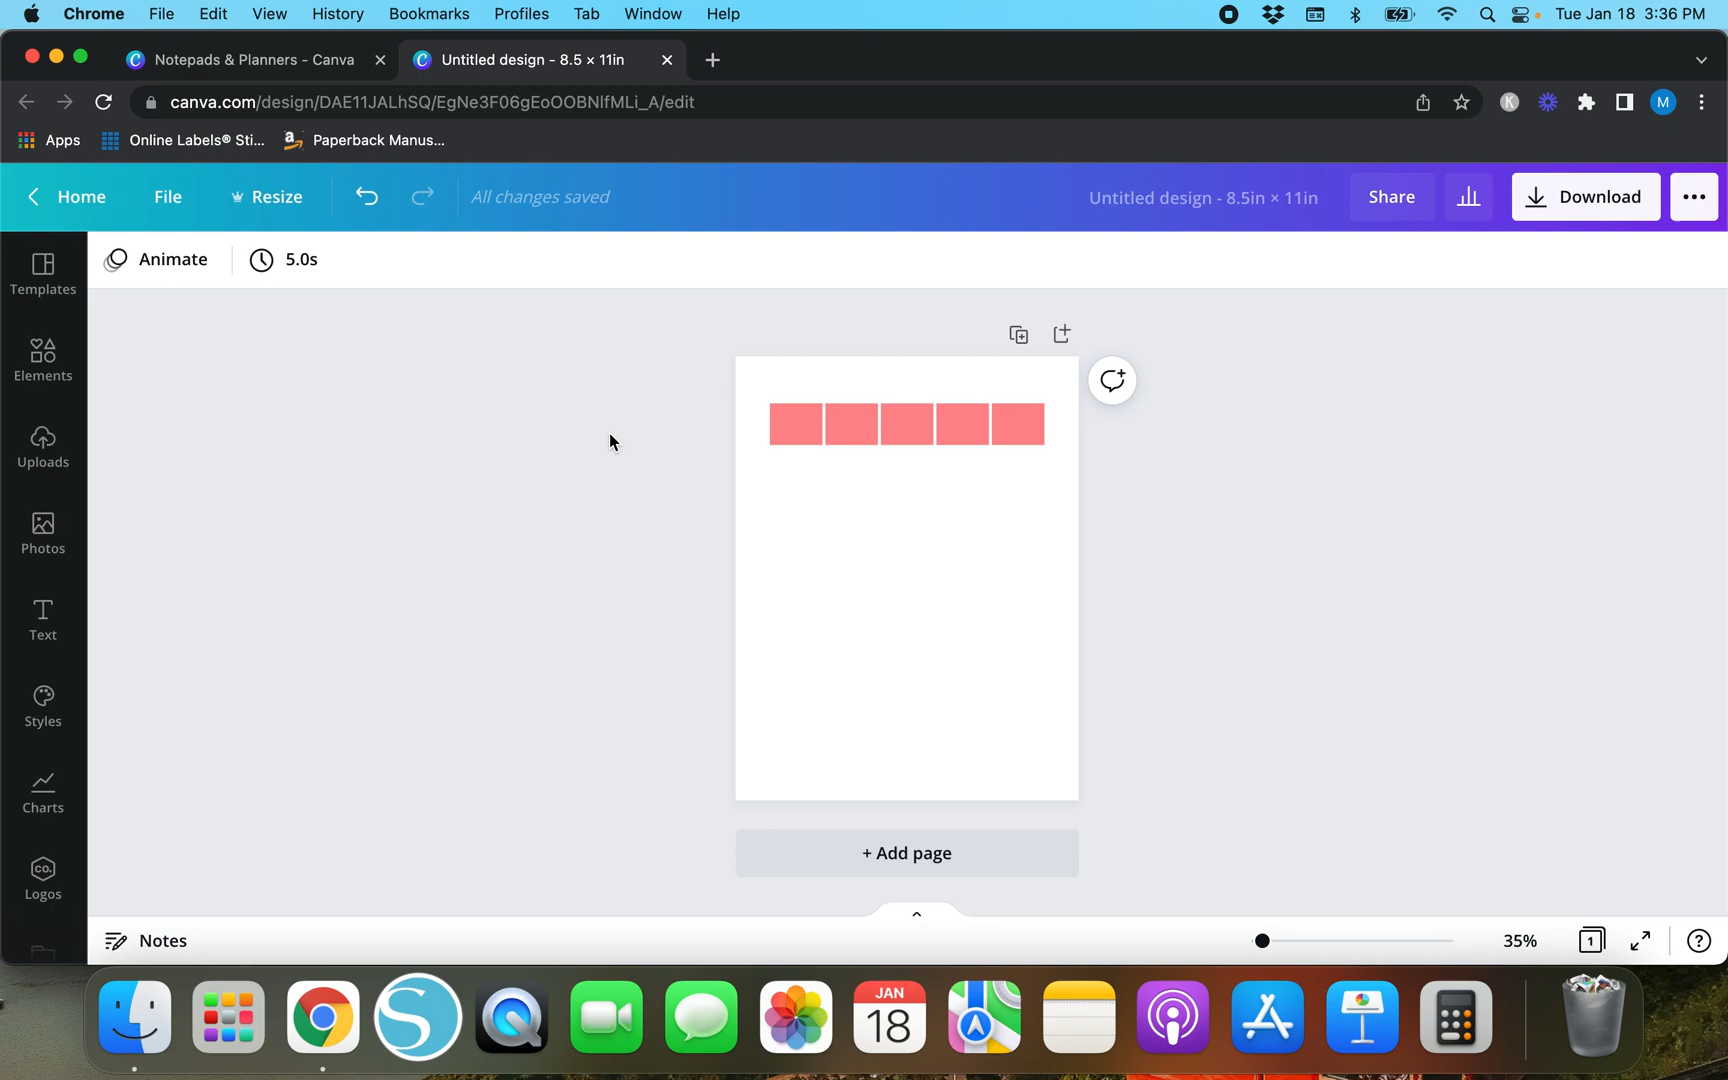 Chrome File Edit View History Bookmarks Profiles Tab Window Help Tue Jan 18 3:36 PM
Notepads & Planners - Canva Untitled design - 8.5 × 11in
canva.com/design/DAE11JALhSQ/EgNe3F06gEoOOBNIfMLi_A/edit K M
Apps Online Labels® Sti... a Paperback Manus...
Home File Resize All changes saved Untitled design - 8.5in × 11in Share Download
Animate 5.0s
Templates
Elements
Uploads
Photos
Text
Styles
Charts
CO.
Logos
+ Add page
Notes 35% 1 ?
JAN
18